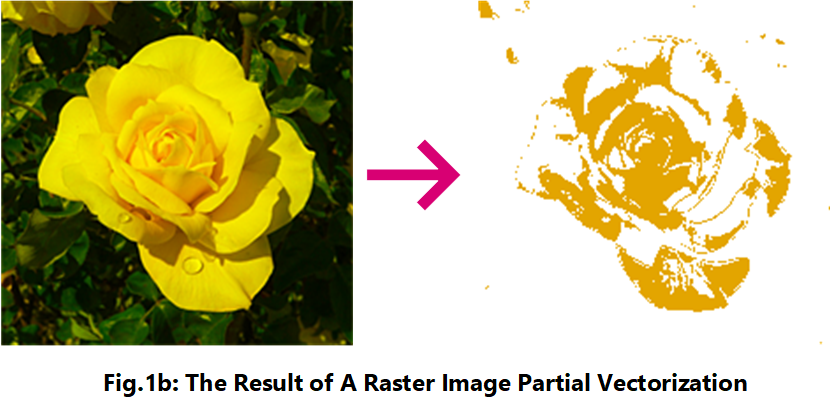 Fig.1b: The Result of A Raster Image Partial Vectorization